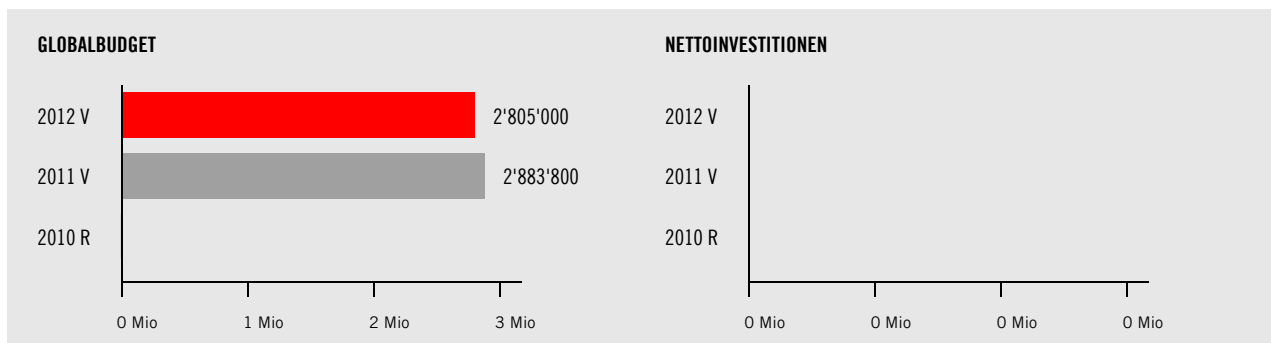 GLOBALBUDGET
2012 V 2'805'000
2011 V 2'883'800
2010 R
0 Mio 1 Mio 2 Mio 3 Mio
NETTOINVESTITIONEN
2012 V
2011 V
2010 R
0 Mio 0 Mio 0 Mio 0 Mio